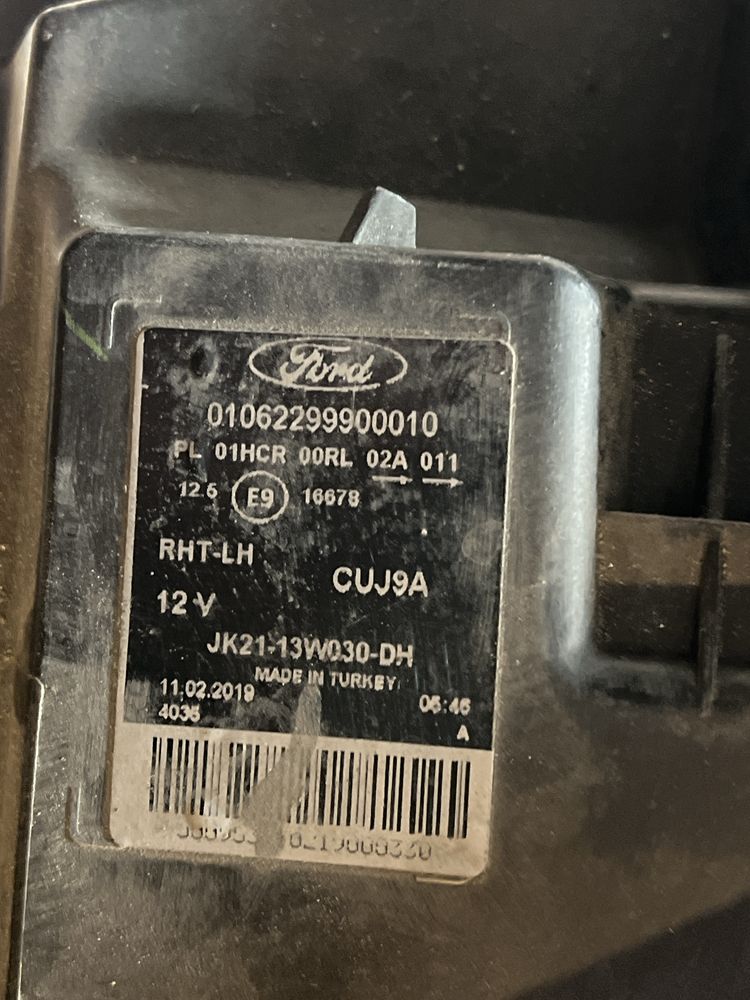 Ford
01062299900010
PL 01HCR 00RL 02A 011
12.5 E9 16678
RHT-LH
CUJ9A
12 V
JK21-13W030-DH
MADE IN TURKEY
11.02.2019 05:46
4035 A